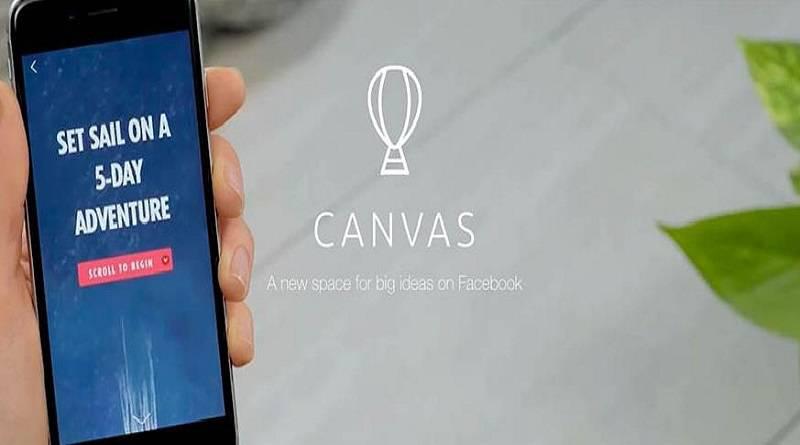 SET SAIL ON A
5-DAY
ADVENTURE
SCROLL TO BEGIN
CANVAS
A new space for big ideas on Facebook